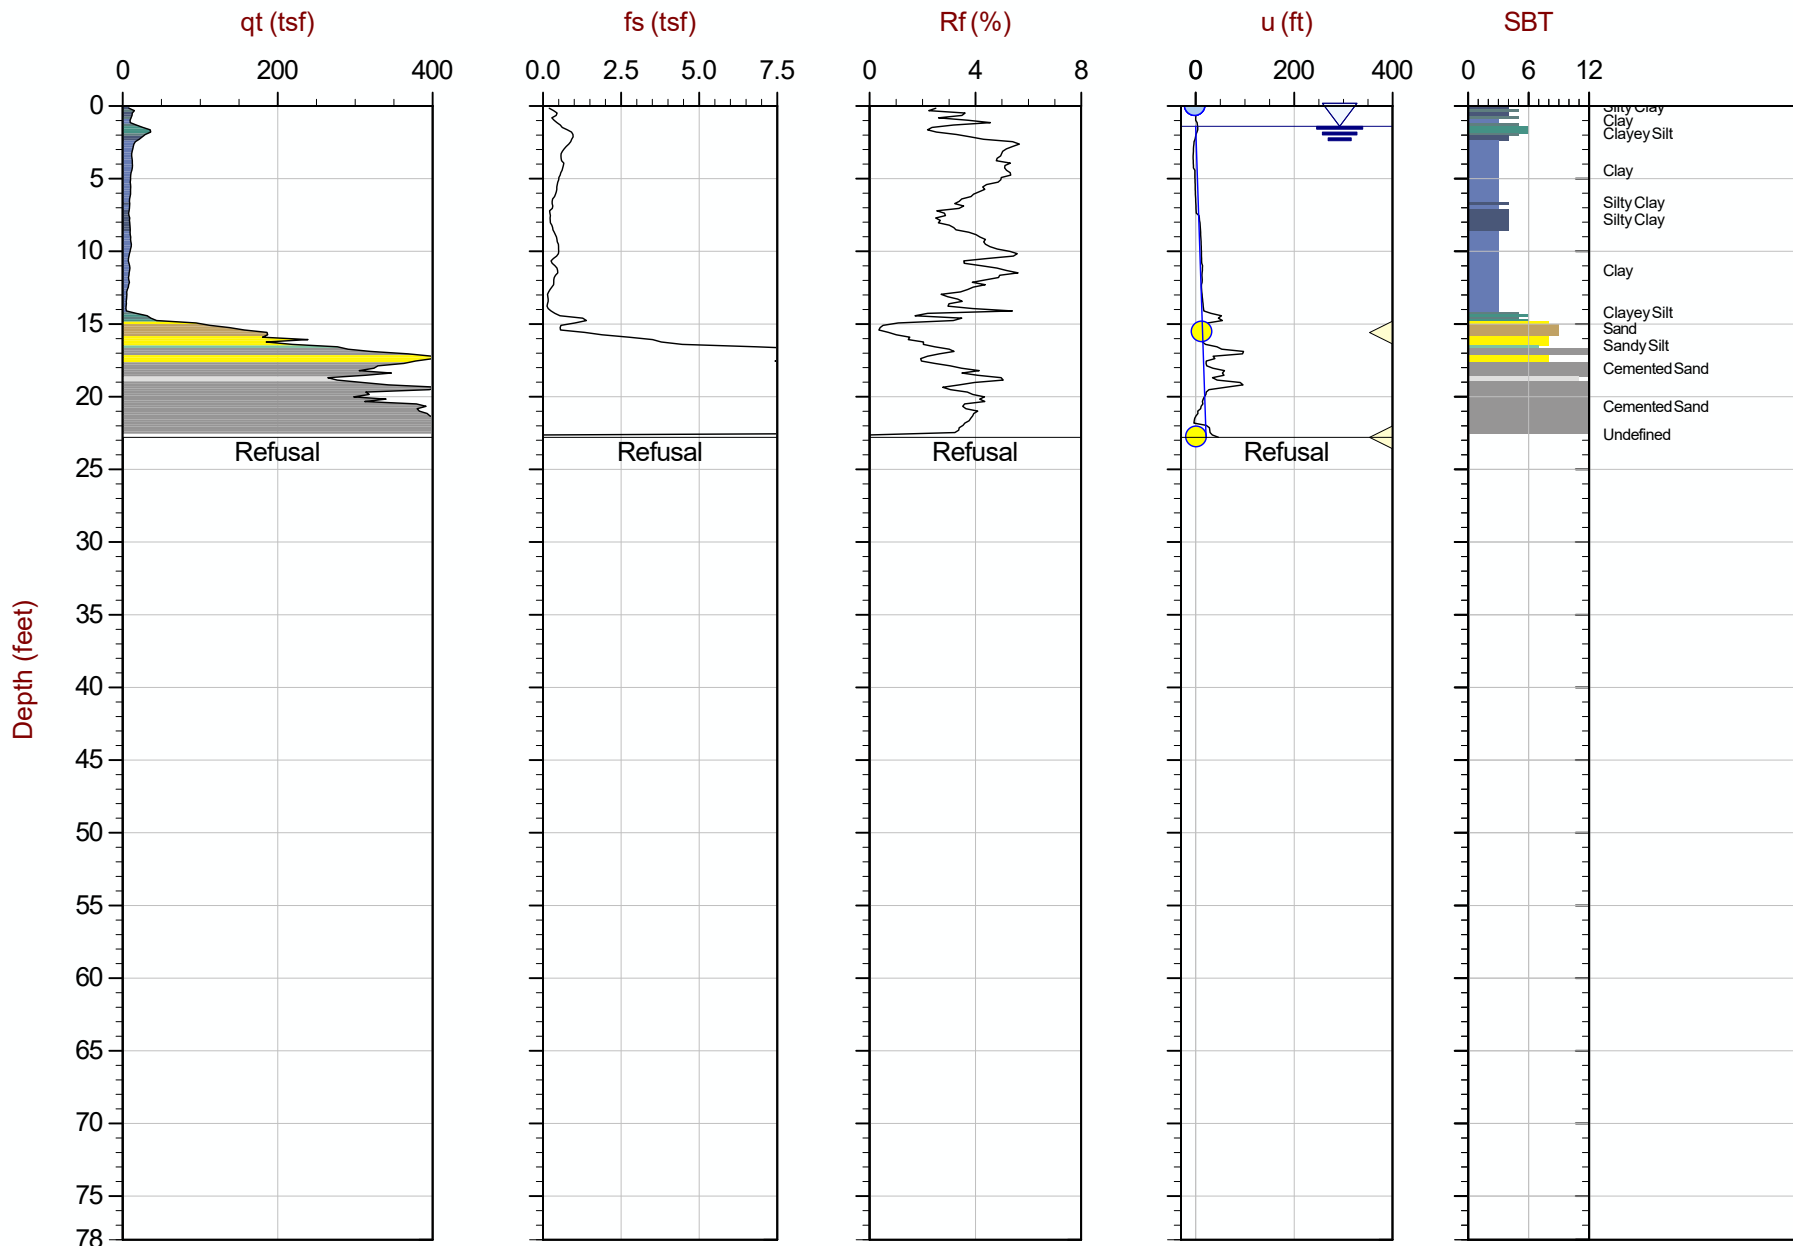 qt (tsf) fs (tsf) Rf (%) u (ft) SBT
0 200 400 0.0 2.5 5.0 7.5 0 4 8 0 200 400 0 6 12
0
Silty Clay
Clay
Clayey Silt
Clay
5
Silty Clay
Silty Clay
10
Clay
Clayey Silt
15
Sand
Sandy Silt
Cemented Sand
20
Cemented Sand
Undefined
Refusal Refusal Refusal Refusal
25
30
35
40
Depth (feet)
45
50
55
60
65
70
75
78